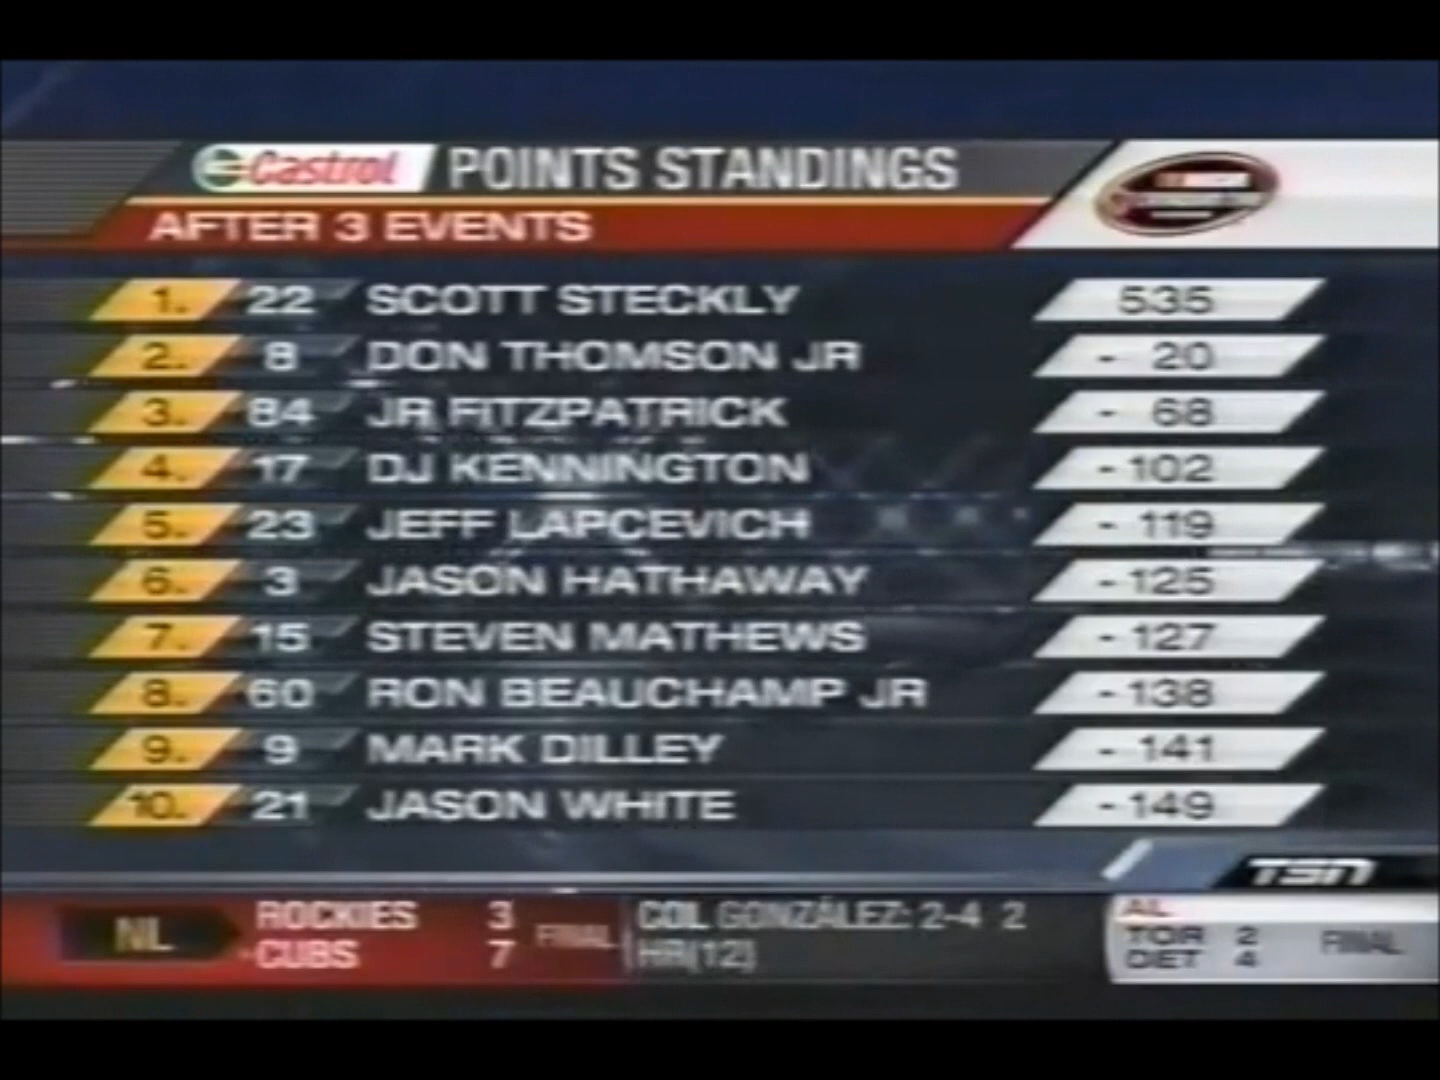 Castrol POINTS STANDINGS
AFTER 3 EVENTS
1. 22 SCOTT STECKLY 535
2. 8 DON THOMSON JR - 20
3. 84 JR FITZPATRICK - 68
4. 17 DJ KENNINGTON - 102
5. 23 JEFF LAPCEVICH - 119
6. 3 JASON HATHAWAY - 125
7. 15 STEVEN MATHEWS - 127
8. 60 RON BEAUCHAMP JR - 138
9. 9 MARK DILLEY - 141
10. 21 JASON WHITE - 149
TSN
NL
ROCKIES 3
CUBS 7
FINAL
COL GONZÁLEZ: 2-4 2
HR(12)
AL
TOR 2
DET 4
FINAL